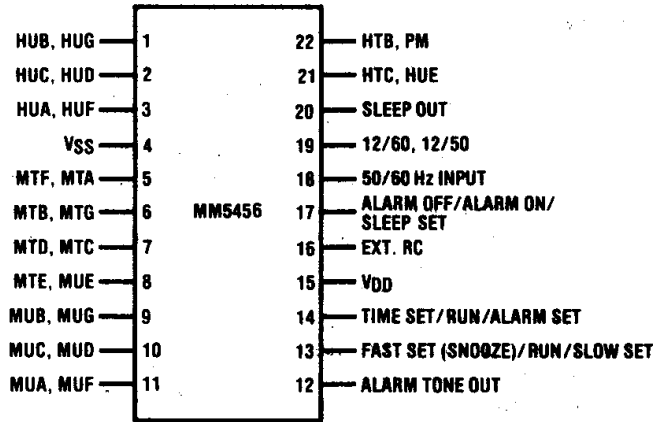 HUB, HUG 1 22 HTB, PM
HUC, HUD 2 21 HTC, HUE
HUA, HUF 3 20 SLEEP OUT
VSS 4 19 12/60, 12/50
MTF, MTA 5 18 50/60 Hz INPUT
MTB, MTG 6 MM5456 17 ALARM OFF/ALARM ON/
SLEEP SET
MTD, MTC 7 16 EXT. RC
MTE, MUE 8 15 VDD
MUB, MUG 9 14 TIME SET/RUN/ALARM SET
MUC, MUD 10 13 FAST SET (SNOOZE)/RUN/SLOW SET
MUA, MUF 11 12 ALARM TONE OUT